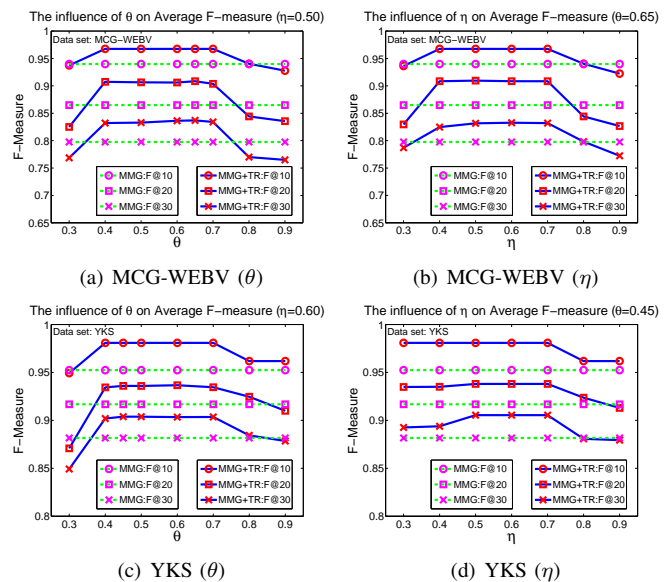 The influence of θ on Average F-measure (η=0.50)
Data set: MCG-WEBV
1
0.95
0.9
0.85
0.8
0.75
0.7
0.65
F-Measure
MMG:F@10
MMG:F@20
MMG:F@30
MMG+TR:F@10
MMG+TR:F@20
MMG+TR:F@30
0.3 0.4 0.5 0.6 0.7 0.8 0.9
θ
(a) MCG-WEBV (θ)
The influence of η on Average F-measure (θ=0.65)
Data set: MCG-WEBV
1
0.95
0.9
0.85
0.8
0.75
0.7
0.65
F-Measure
MMG:F@10
MMG:F@20
MMG:F@30
MMG+TR:F@10
MMG+TR:F@20
MMG+TR:F@30
0.3 0.4 0.5 0.6 0.7 0.8 0.9
η
(b) MCG-WEBV (η)
The influence of θ on Average F-measure (η=0.60)
Data set: YKS
1
0.95
0.9
0.85
0.8
F-Measure
MMG:F@10
MMG:F@20
MMG:F@30
MMG+TR:F@10
MMG+TR:F@20
MMG+TR:F@30
0.3 0.4 0.5 0.6 0.7 0.8 0.9
θ
(c) YKS (θ)
The influence of η on Average F-measure (θ=0.45)
Data set: YKS
1
0.95
0.9
0.85
0.8
F-Measure
MMG:F@10
MMG:F@20
MMG:F@30
MMG+TR:F@10
MMG+TR:F@20
MMG+TR:F@30
0.3 0.4 0.5 0.6 0.7 0.8 0.9
η
(d) YKS (η)